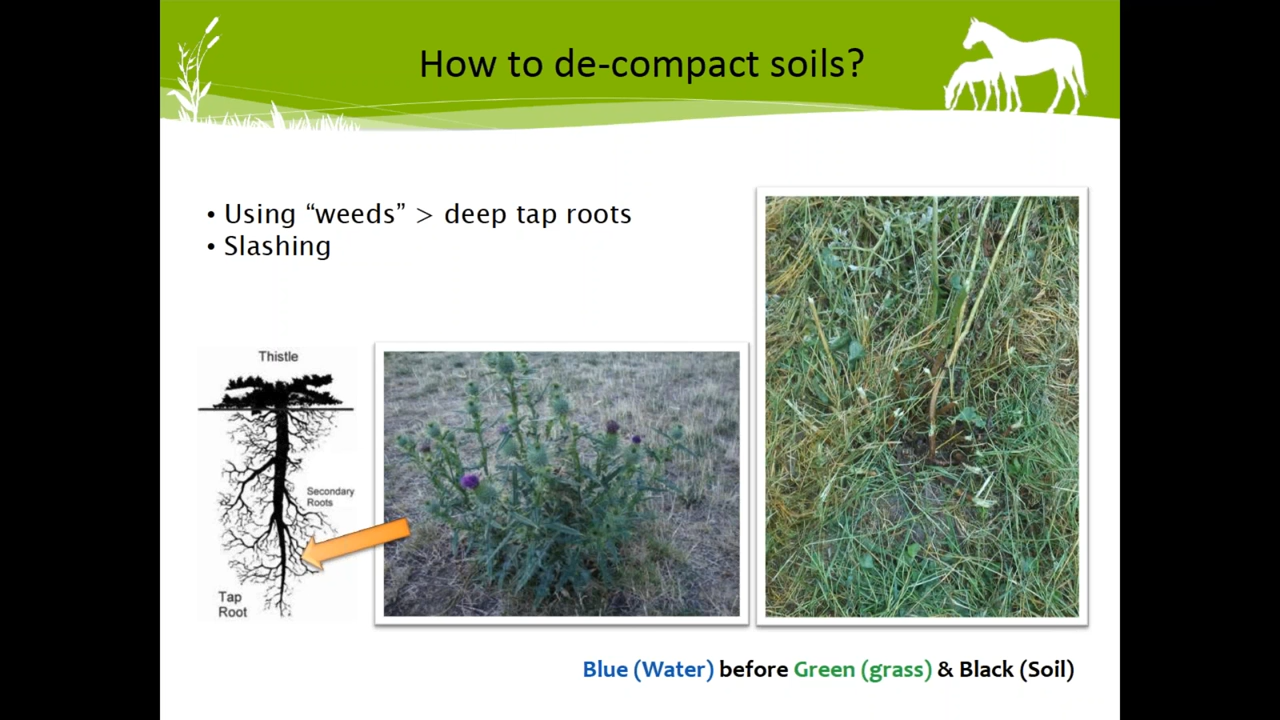 How to de-compact soils?
• Using “weeds” > deep tap roots
• Slashing
Thistle
Secondary
Roots
Tap
Root
Blue (Water) before Green (grass) & Black (Soil)